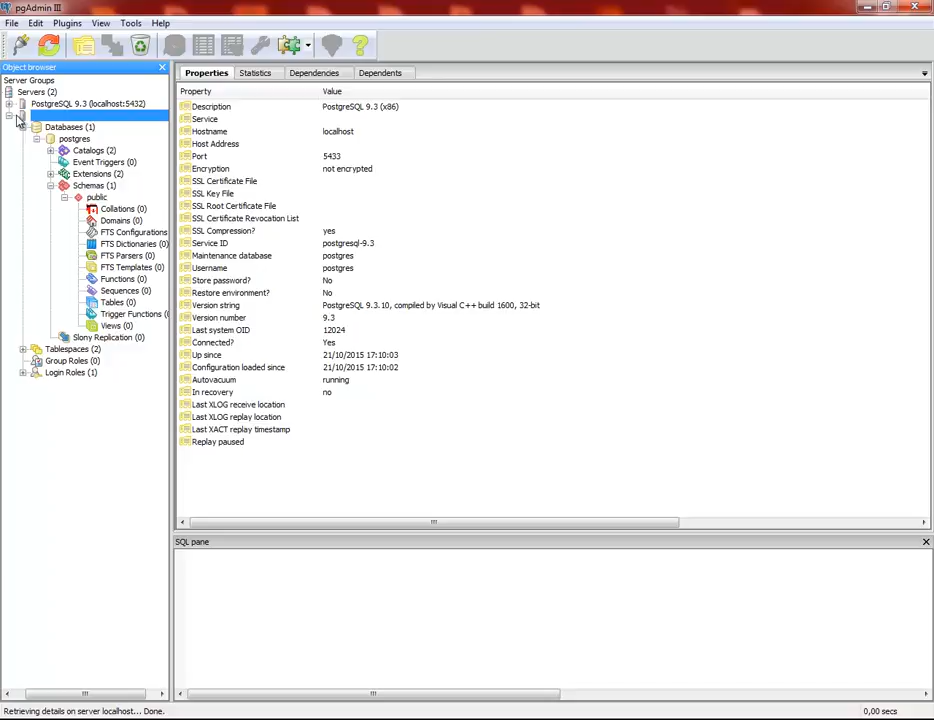 pgAdmin III
File Edit Plugins View Tools Help
Object browser
Server Groups
Servers (2)
PostgreSQL 9.3 (localhost:5432)
Databases (1)
postgres
Catalogs (2)
Event Triggers (0)
Extensions (2)
Schemas (1)
public
Collations (0)
Domains (0)
FTS Configurations
FTS Dictionaries (0)
FTS Parsers (0)
FTS Templates (0)
Functions (0)
Sequences (0)
Tables (0)
Trigger Functions (
Views (0)
Slony Replication (0)
Tablespaces (2)
Group Roles (0)
Login Roles (1)
Properties Statistics Dependencies Dependents
Property Value
Description PostgreSQL 9.3 (x86)
Service
Hostname localhost
Host Address
Port 5433
Encryption not encrypted
SSL Certificate File
SSL Key File
SSL Root Certificate File
SSL Certificate Revocation List
SSL Compression? yes
Service ID postgresql-9.3
Maintenance database postgres
Username postgres
Store password? No
Restore environment? No
Version string PostgreSQL 9.3.10, compiled by Visual C++ build 1600, 32-bit
Version number 9.3
Last system OID 12024
Connected? Yes
Up since 21/10/2015 17:10:03
Configuration loaded since 21/10/2015 17:10:02
Autovacuum running
In recovery no
Last XLOG receive location
Last XLOG replay location
Last XACT replay timestamp
Replay paused
SQL pane
Retrieving details on server localhost... Done. 0,00 secs